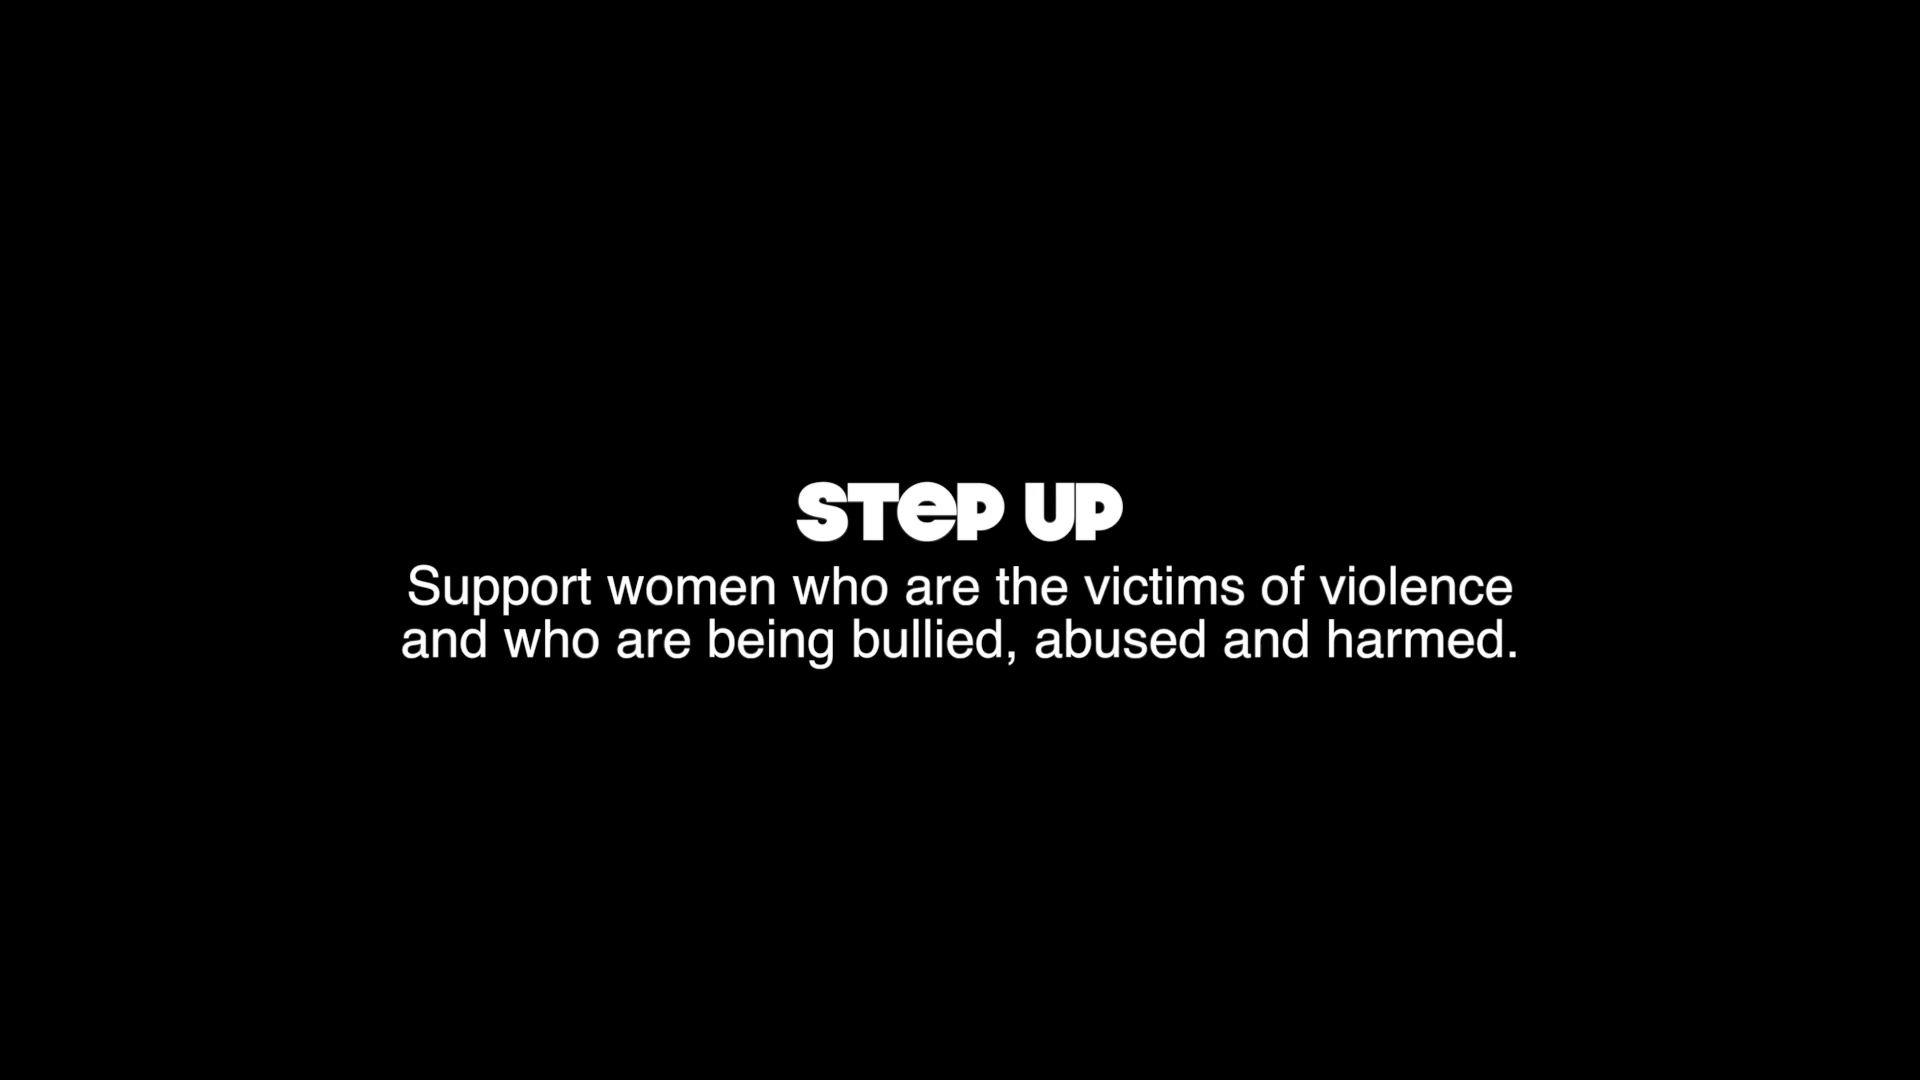 STEP UP
Support women who are the victims of violence
and who are being bullied, abused and harmed.